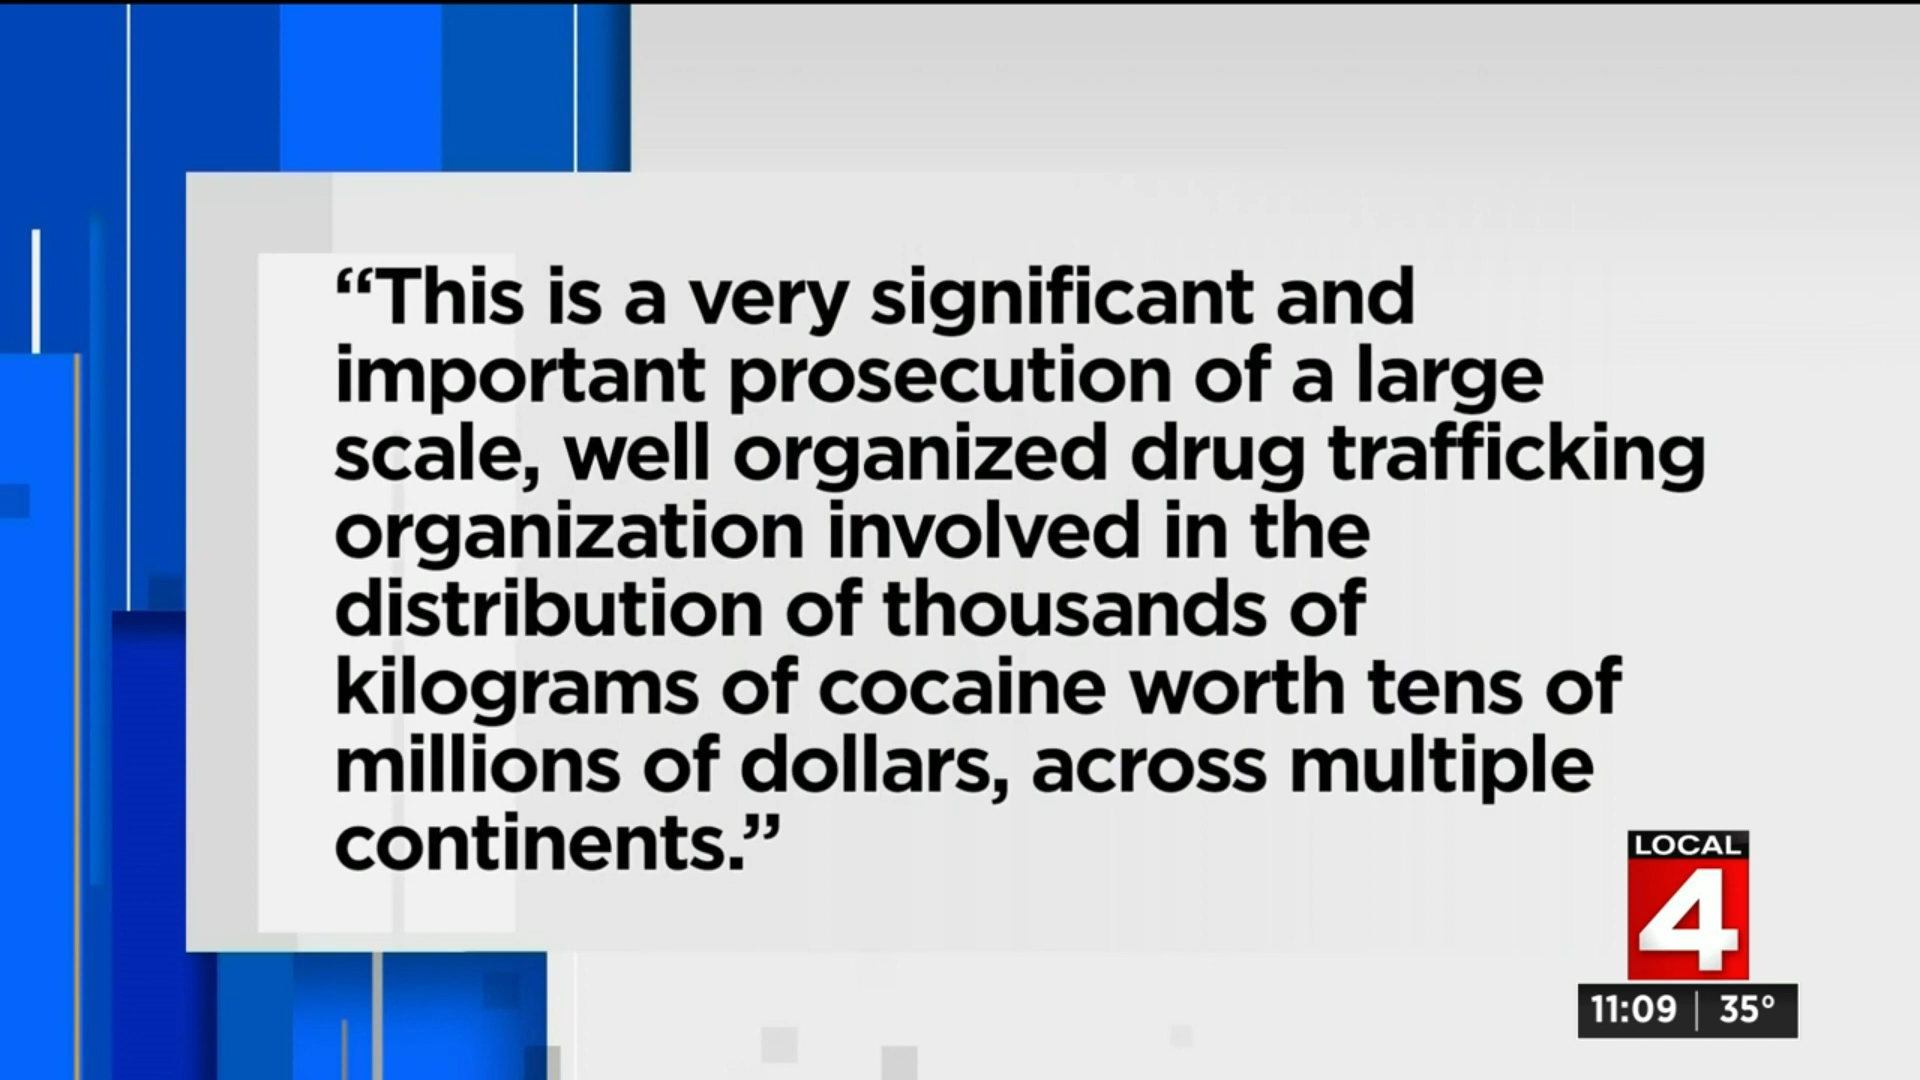 “This is a very significant and
important prosecution of a large
scale, well organized drug trafficking
organization involved in the
distribution of thousands of
kilograms of cocaine worth tens of
millions of dollars, across multiple
continents.”
LOCAL
4
11:09 | 35°